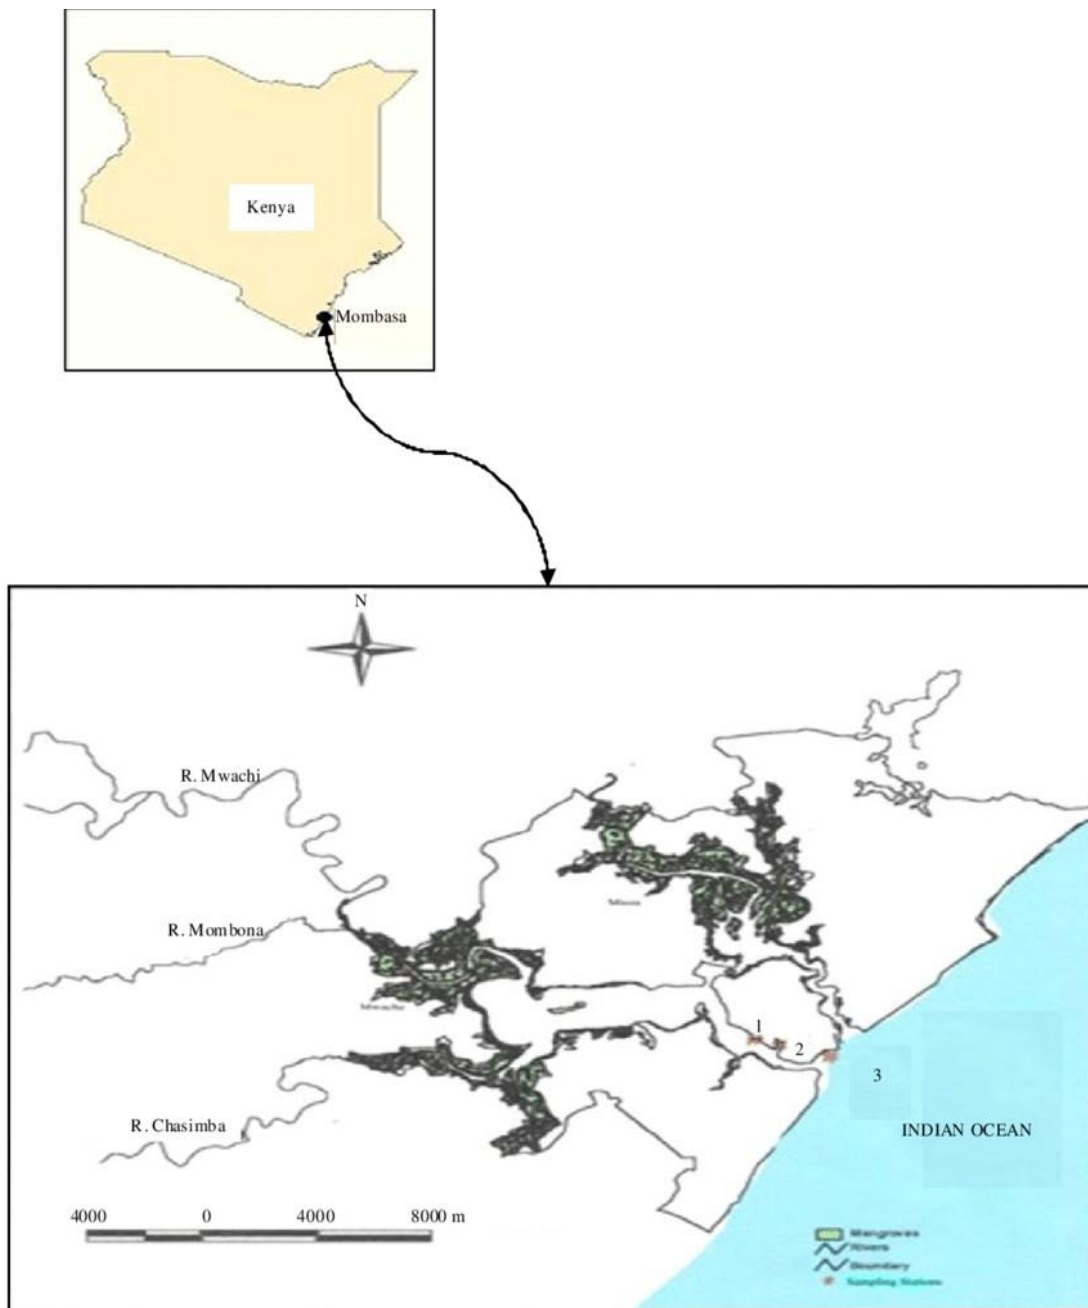 Kenya
Mombasa
N
R. Mwachi
R. Mombona
Mwache
1
2
3
R. Chasimba
INDIAN OCEAN
4000 0 4000 8000 m
Mangroves
Rivers
Boundary
Sampling Stations